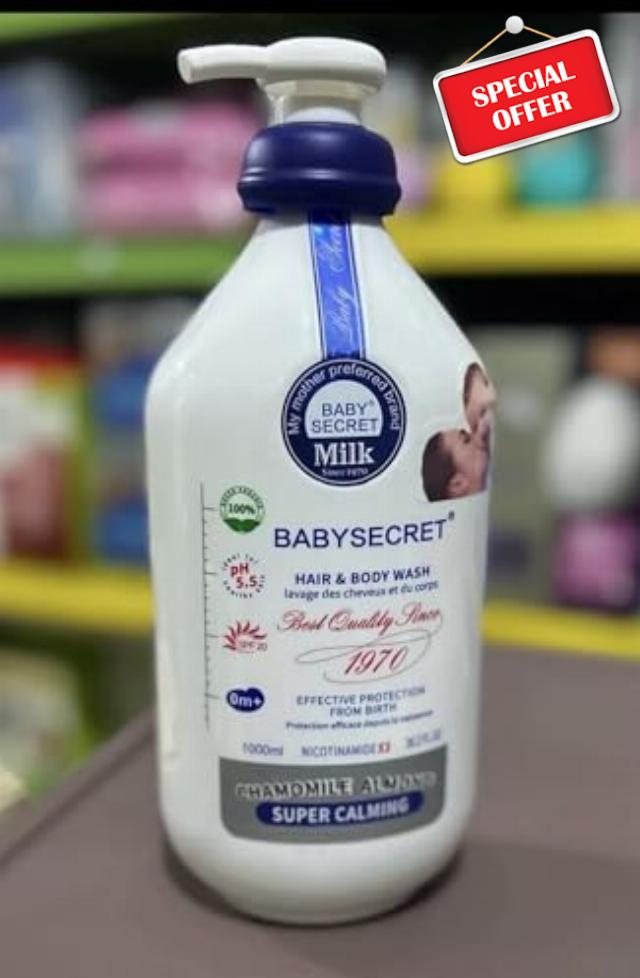 SPECIAL
OFFER
Baby Secret
My mother preferred brand
BABY®
SECRET
Milk
Since 1970
100%
BABYSECRET®
pH
5.5
HAIR & BODY WASH
lavage des cheveux et du corps
Best Quality Since
1970
SPF 20
0m+
EFFECTIVE PROTECTION
FROM BIRTH
Protection efficace depuis la naissance
1000ml NICOTINAMIDE X3
CHAMOMILE ALMOND
SUPER CALMING